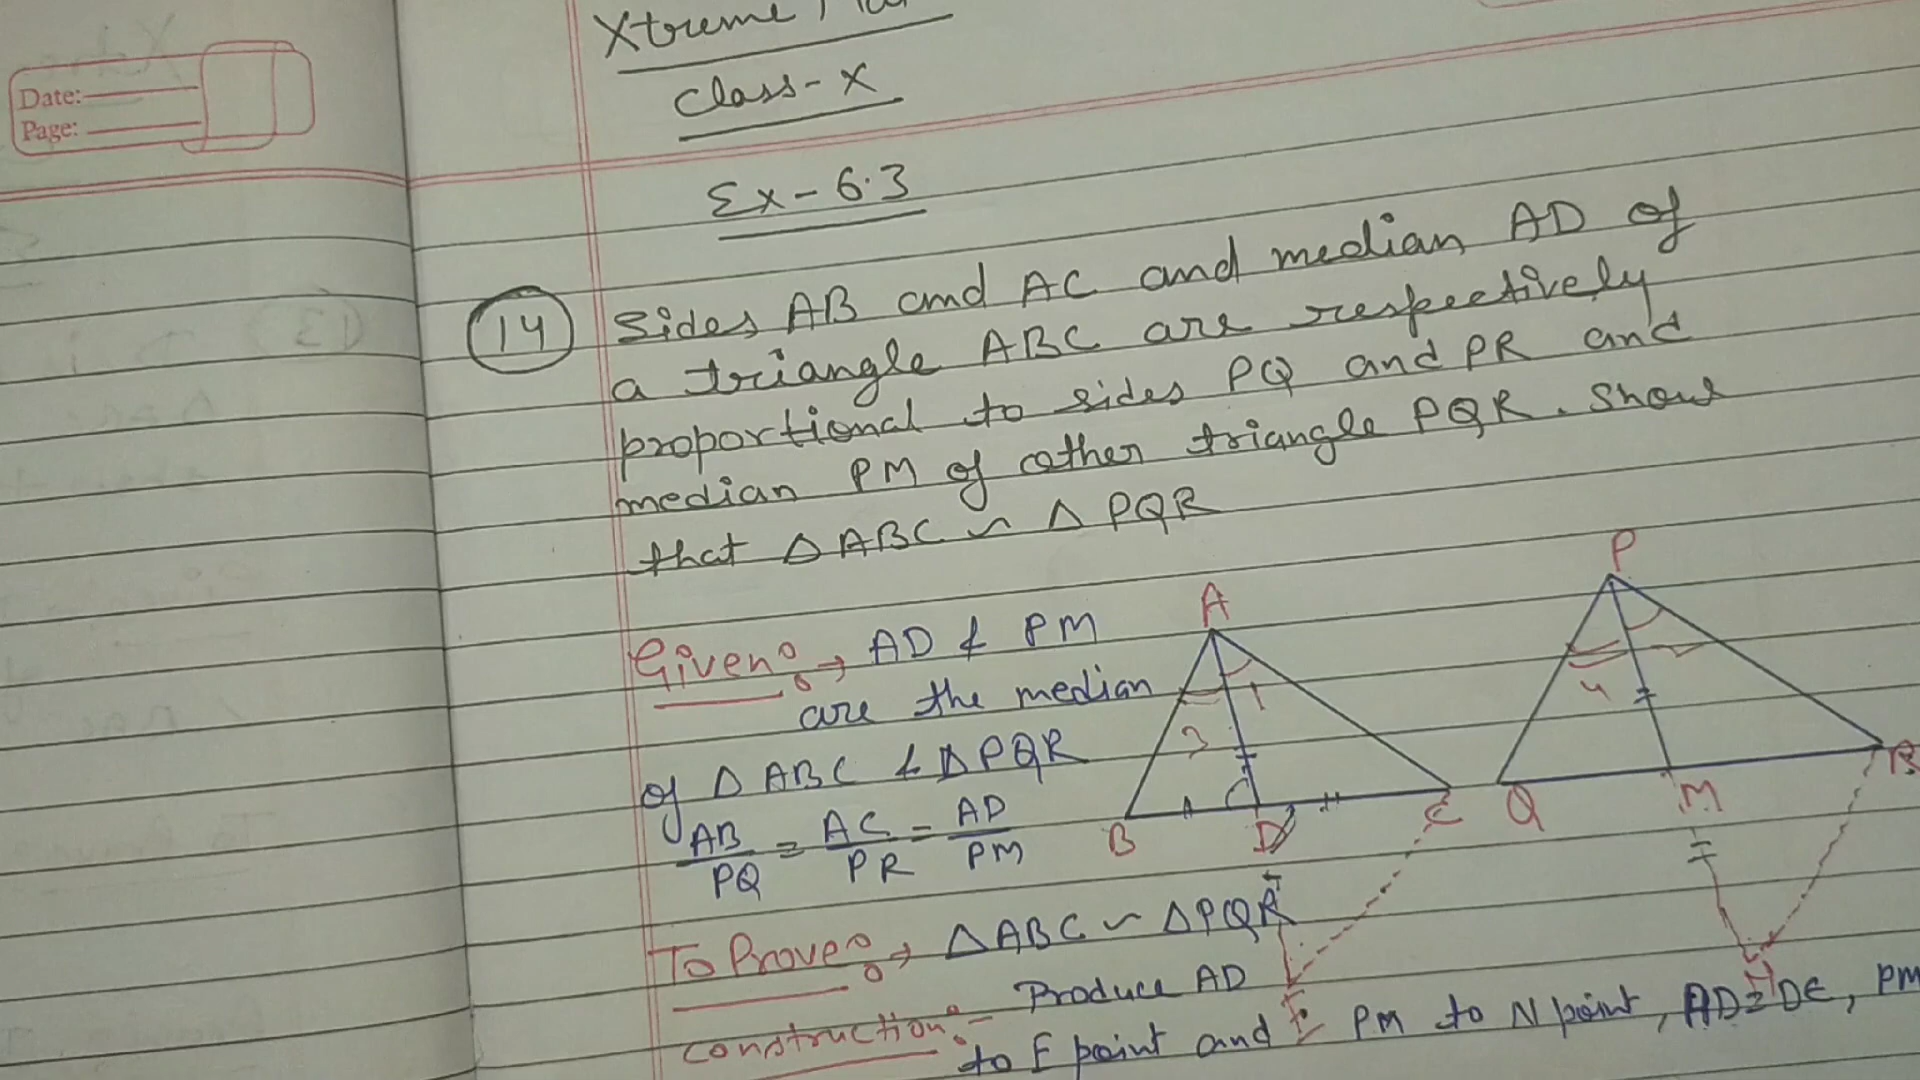 Date:
Page:
Xtreme
Class-X
Ex-6.3
14 Sides AB and AC and median AD of
a triangle ABC are respectively
proportional to sides PQ and PR and
median PM of other triangle PQR. Show
that △ABC ~ △PQR
Given:→ AD & PM
are the median
of △ABC & △PQR
AB/PQ = AC/PR = AD/PM
A
1
3
B
D
C
E
P
4
Q
M
R
N
To Prove:→ △ABC ~ △PQR
Construction:- Produce AD
to E point and PM to N point, AD=DE, PM